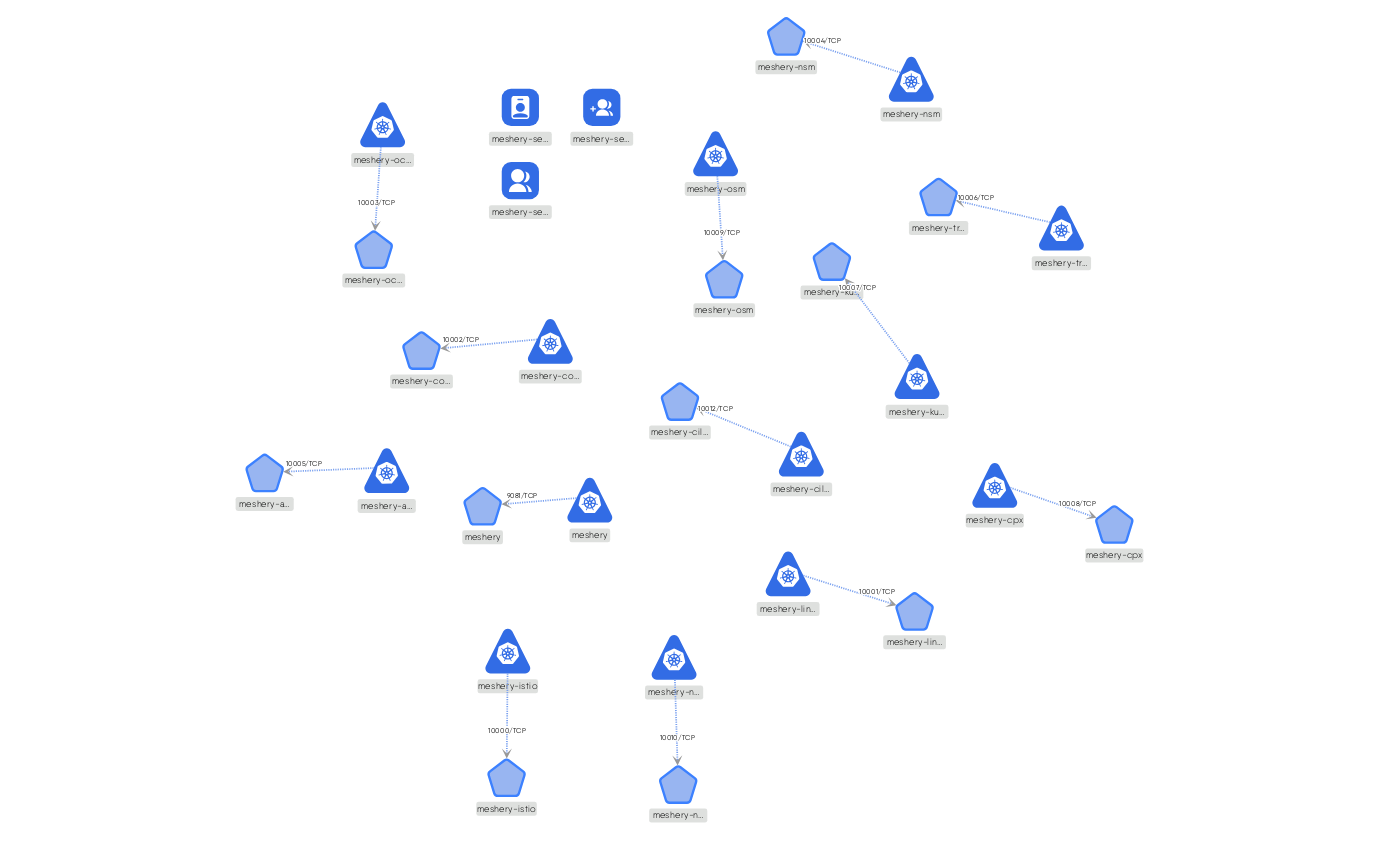 10004/TCP
meshery-nsm
meshery-nsm
meshery-se...
meshery-se...
meshery-oc...
meshery-osm
meshery-se...
10003/TCP
10006/TCP
meshery-tr...
10009/TCP
meshery-tr...
meshery-oc...
10007/TCP
meshery-ku...
meshery-osm
10002/TCP
meshery-co...
meshery-co...
10012/TCP
meshery-ku...
meshery-cil...
10005/TCP
meshery-cil...
9081/TCP
meshery-a...
meshery-a...
10008/TCP
meshery-cpx
meshery
meshery
meshery-cpx
10001/TCP
meshery-lin...
meshery-lin...
meshery-istio
meshery-n...
10000/TCP
10010/TCP
meshery-istio
meshery-n...